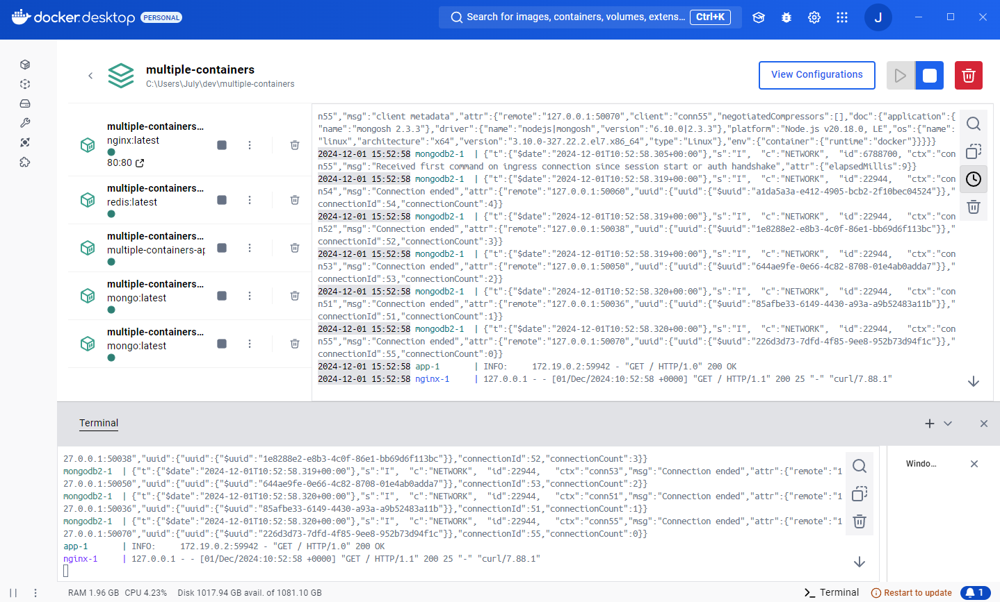 docker.desktop PERSONAL
Search for images, containers, volumes, extens... Ctrl+K
J
multiple-containers
C:\Users\July\dev\multiple-containers
View Configurations
multiple-containers...
nginx:latest
80:80
multiple-containers...
redis:latest
multiple-containers...
multiple-containers-ap
multiple-containers...
mongo:latest
multiple-containers...
mongo:latest
n55","msg":"client metadata","attr":{"remote":"127.0.0.1:50070","client":"conn55","negotiatedCompressors":[],"doc":{"application":{
"name":"mongosh 2.3.3"},"driver":{"name":"nodejs|mongosh","version":"6.10.0|2.3.3"},"platform":"Node.js v20.18.0, LE","os":{"name":
"linux","architecture":"x64","version":"3.10.0-327.22.2.el7.x86_64","type":"Linux"},"env":{"container":{"runtime":"docker"}}}}}
2024-12-01 15:52:58 mongodb2-1 | {"t":{"$date":"2024-12-01T10:52:58.305+00:00"},"s":"I", "c":"NETWORK", "id":6788700, "ctx":"con
n55","msg":"Received first command on ingress connection since session start or auth handshake","attr":{"elapsedMillis":9}}
2024-12-01 15:52:58 mongodb2-1 | {"t":{"$date":"2024-12-01T10:52:58.319+00:00"},"s":"I", "c":"NETWORK", "id":22944, "ctx":"con
n54","msg":"Connection ended","attr":{"remote":"127.0.0.1:50060","uuid":{"uuid":{"$uuid":"a1da5a3a-e412-4905-bcb2-2f10bec04524"}},"
connectionId":54,"connectionCount":4}}
2024-12-01 15:52:58 mongodb2-1 | {"t":{"$date":"2024-12-01T10:52:58.319+00:00"},"s":"I", "c":"NETWORK", "id":22944, "ctx":"con
n52","msg":"Connection ended","attr":{"remote":"127.0.0.1:50038","uuid":{"uuid":{"$uuid":"1e8288e2-e8b3-4c0f-86e1-bb69d6f113bc"}},"
connectionId":52,"connectionCount":3}}
2024-12-01 15:52:58 mongodb2-1 | {"t":{"$date":"2024-12-01T10:52:58.319+00:00"},"s":"I", "c":"NETWORK", "id":22944, "ctx":"con
n53","msg":"Connection ended","attr":{"remote":"127.0.0.1:50050","uuid":{"uuid":{"$uuid":"644ae9fe-0e66-4c82-8708-01e4ab0adda7"}},"
connectionId":53,"connectionCount":2}}
2024-12-01 15:52:58 mongodb2-1 | {"t":{"$date":"2024-12-01T10:52:58.320+00:00"},"s":"I", "c":"NETWORK", "id":22944, "ctx":"con
n51","msg":"Connection ended","attr":{"remote":"127.0.0.1:50036","uuid":{"uuid":{"$uuid":"85afbe33-6149-4430-a93a-a9b52483a11b"}},"
connectionId":51,"connectionCount":1}}
2024-12-01 15:52:58 mongodb2-1 | {"t":{"$date":"2024-12-01T10:52:58.320+00:00"},"s":"I", "c":"NETWORK", "id":22944, "ctx":"con
n55","msg":"Connection ended","attr":{"remote":"127.0.0.1:50070","uuid":{"uuid":{"$uuid":"226d3d73-7dfd-4f85-9ee8-952b73d94f1c"}},"
connectionId":55,"connectionCount":0}}
2024-12-01 15:52:58 app-1 | INFO: 172.19.0.2:59942 - "GET / HTTP/1.0" 200 OK
2024-12-01 15:52:58 nginx-1 | 127.0.0.1 - - [01/Dec/2024:10:52:58 +0000] "GET / HTTP/1.1" 200 25 "-" "curl/7.88.1"
Terminal
27.0.0.1:50038","uuid":{"uuid":{"$uuid":"1e8288e2-e8b3-4c0f-86e1-bb69d6f113bc"}},"connectionId":52,"connectionCount":3}}
mongodb2-1 | {"t":{"$date":"2024-12-01T10:52:58.319+00:00"},"s":"I", "c":"NETWORK", "id":22944, "ctx":"conn53","msg":"Connection ended","attr":{"remote":"1
27.0.0.1:50050","uuid":{"uuid":{"$uuid":"644ae9fe-0e66-4c82-8708-01e4ab0adda7"}},"connectionId":53,"connectionCount":2}}
mongodb2-1 | {"t":{"$date":"2024-12-01T10:52:58.320+00:00"},"s":"I", "c":"NETWORK", "id":22944, "ctx":"conn51","msg":"Connection ended","attr":{"remote":"1
27.0.0.1:50036","uuid":{"uuid":{"$uuid":"85afbe33-6149-4430-a93a-a9b52483a11b"}},"connectionId":51,"connectionCount":1}}
mongodb2-1 | {"t":{"$date":"2024-12-01T10:52:58.320+00:00"},"s":"I", "c":"NETWORK", "id":22944, "ctx":"conn55","msg":"Connection ended","attr":{"remote":"1
27.0.0.1:50070","uuid":{"uuid":{"$uuid":"226d3d73-7dfd-4f85-9ee8-952b73d94f1c"}},"connectionId":55,"connectionCount":0}}
app-1 | INFO: 172.19.0.2:59942 - "GET / HTTP/1.0" 200 OK
nginx-1 | 127.0.0.1 - - [01/Dec/2024:10:52:58 +0000] "GET / HTTP/1.1" 200 25 "-" "curl/7.88.1"
Windo...
RAM 1.96 GB CPU 4.23% Disk 1017.94 GB avail. of 1081.10 GB
Terminal
Restart to update
1